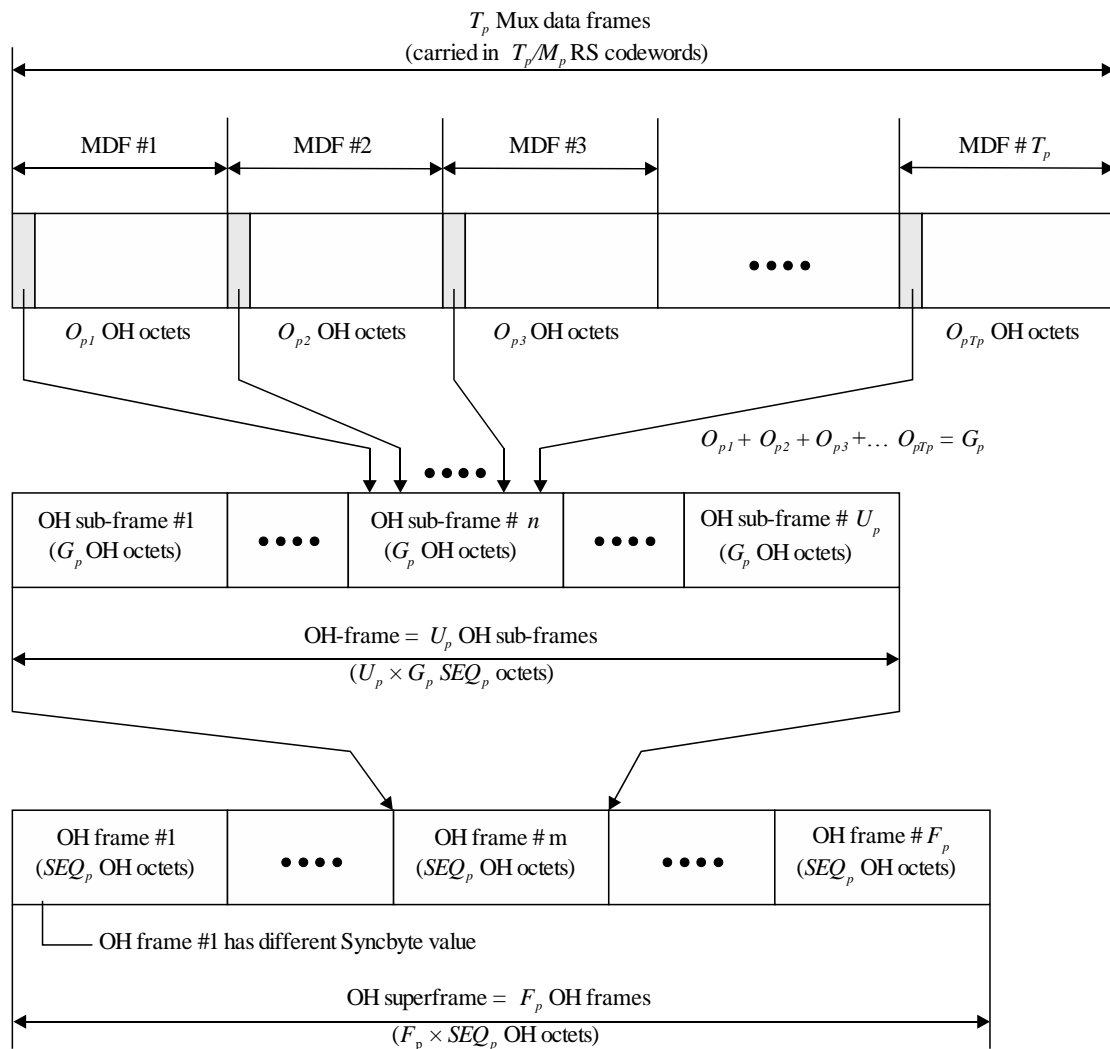 T_p Mux data frames
(carried in T_p/M_p RS codewords)
MDF #1
MDF #2
MDF #3
MDF # T_p
O_p1 OH octets
O_p2 OH octets
O_p3 OH octets
O_pTp OH octets
O_p1 + O_p2 + O_p3 +... O_pTp = G_p
OH sub-frame #1
(G_p OH octets)
OH sub-frame # n
(G_p OH octets)
OH sub-frame # U_p
(G_p OH octets)
OH-frame = U_p OH sub-frames
(U_p × G_p SEQ_p octets)
OH frame #1
(SEQ_p OH octets)
OH frame # m
(SEQ_p OH octets)
OH frame # F_p
(SEQ_p OH octets)
OH frame #1 has different Syncbyte value
OH superframe = F_p OH frames
(F_p × SEQ_p OH octets)